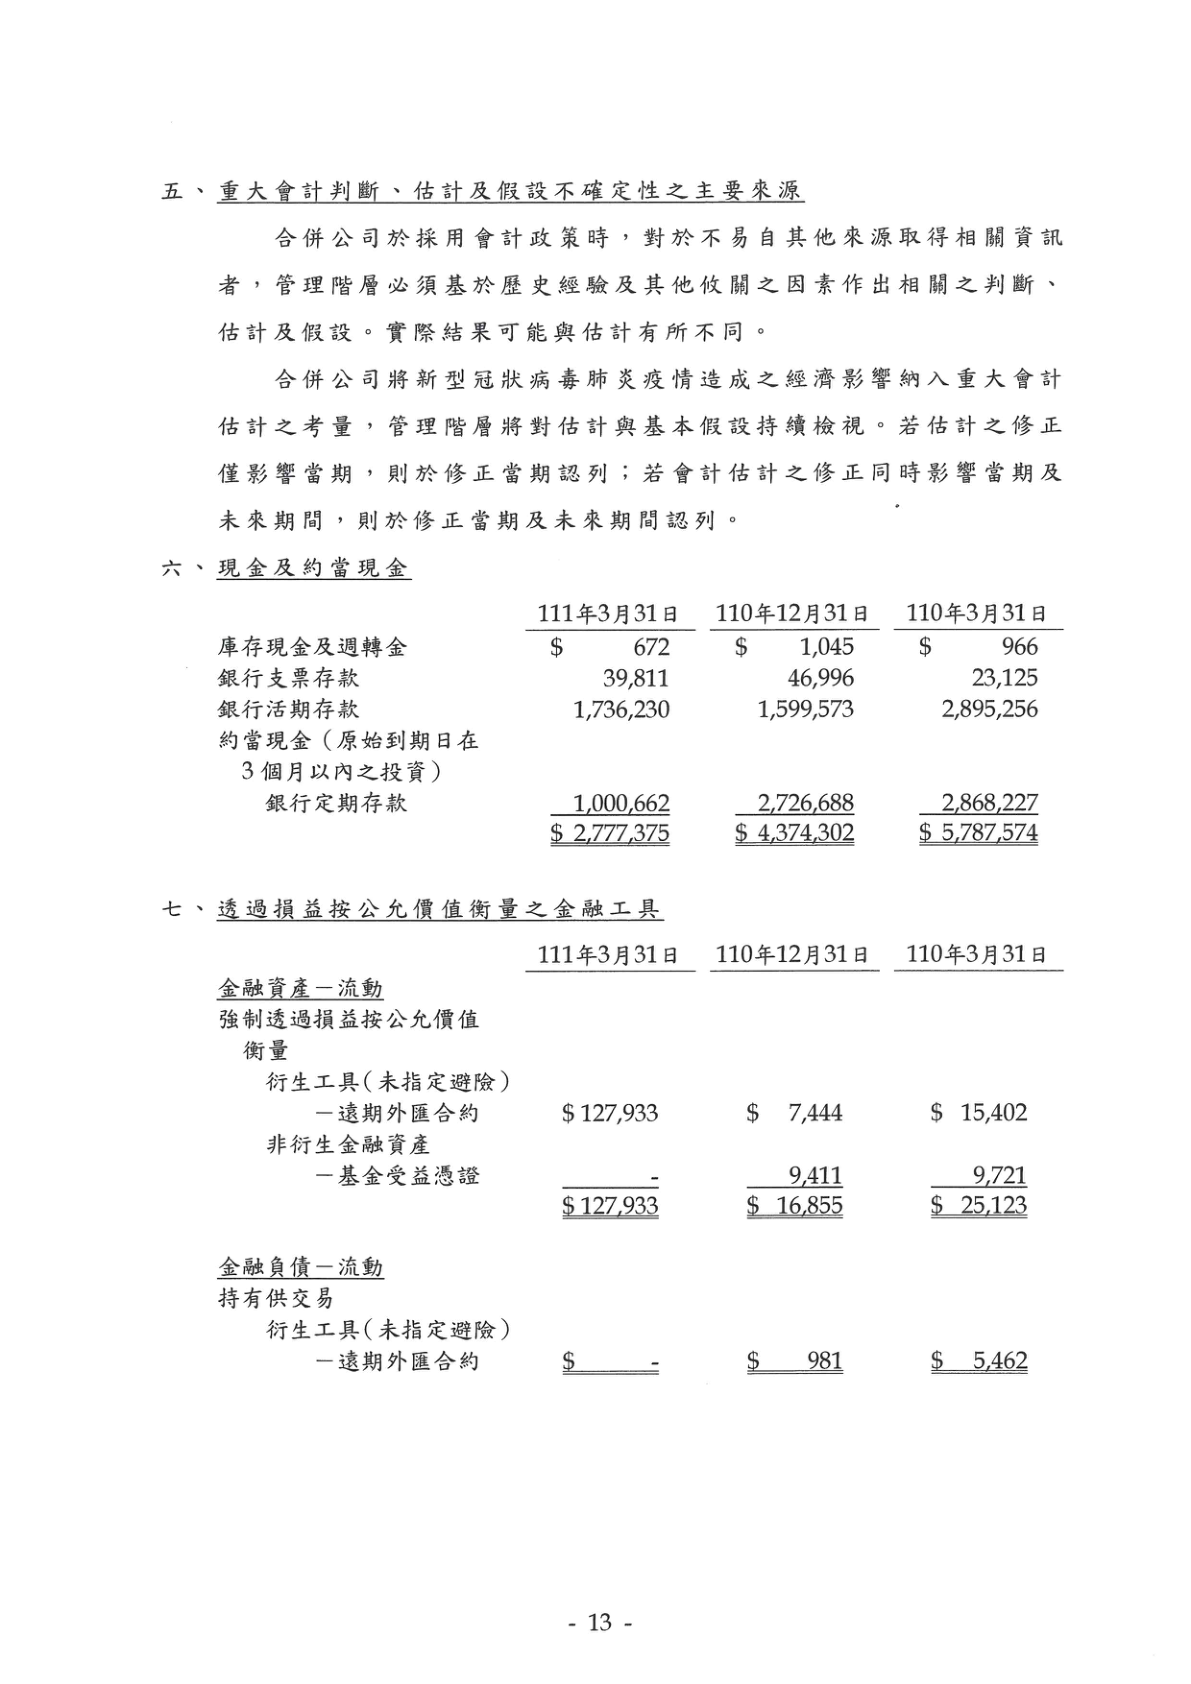 五、重大會計判斷、估計及假設不確定性之主要來源
合併公司於採用會計政策時，對於不易自其他來源取得相關資訊
者，管理階層必須基於歷史經驗及其他攸關之因素作出相關之判斷、
估計及假設。實際結果可能與估計有所不同。
合併公司將新型冠狀病毒肺炎疫情造成之經濟影響納入重大會計
估計之考量，管理階層將對估計與基本假設持續檢視。若估計之修正
僅影響當期，則於修正當期認列；若會計估計之修正同時影響當期及
未來期間，則於修正當期及未來期間認列。
六、現金及約當現金
111年3月31日 110年12月31日 110年3月31日
庫存現金及週轉金 $ 672 $ 1,045 $ 966
銀行支票存款 39,811 46,996 23,125
銀行活期存款 1,736,230 1,599,573 2,895,256
約當現金（原始到期日在
3個月以內之投資）
銀行定期存款 1,000,662 2,726,688 2,868,227
$ 2,777,375 $ 4,374,302 $ 5,787,574
七、透過損益按公允價值衡量之金融工具
111年3月31日 110年12月31日 110年3月31日
金融資產－流動
強制透過損益按公允價值
衡量
衍生工具（未指定避險）
－遠期外匯合約 $ 127,933 $ 7,444 $ 15,402
非衍生金融資產
－基金受益憑證 - 9,411 9,721
$ 127,933 $ 16,855 $ 25,123
金融負債－流動
持有供交易
衍生工具（未指定避險）
－遠期外匯合約 $ - $ 981 $ 5,462
- 13 -